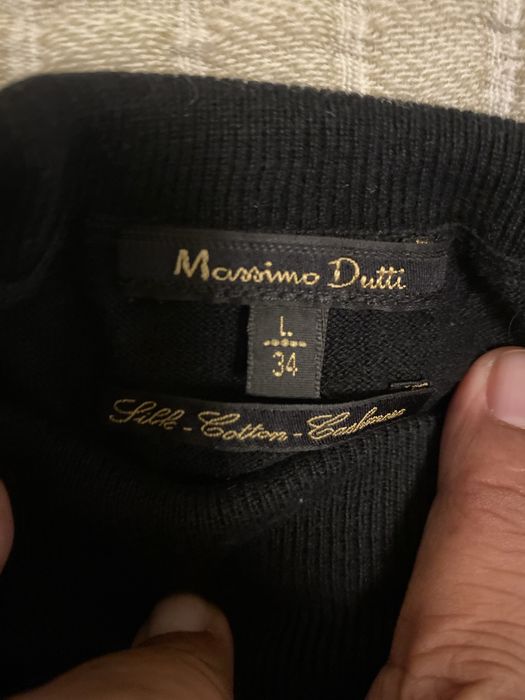 Massimo Dutti
L.
34
Silk - Cotton - Cashmere